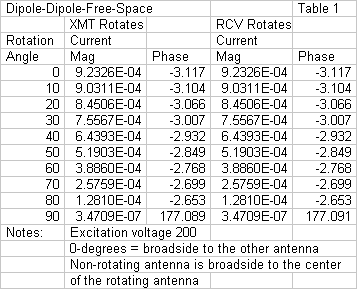 Dipole-Dipole-Free-Space Table 1
XMT Rotates RCV Rotates
Rotation Current Current
Angle Mag Phase Mag Phase
0 9.2326E-04 -3.117 9.2326E-04 -3.117
10 9.0311E-04 -3.104 9.0311E-04 -3.104
20 8.4506E-04 -3.066 8.4506E-04 -3.066
30 7.5567E-04 -3.007 7.5567E-04 -3.007
40 6.4393E-04 -2.932 6.4393E-04 -2.932
50 5.1903E-04 -2.849 5.1903E-04 -2.849
60 3.8860E-04 -2.768 3.8860E-04 -2.768
70 2.5759E-04 -2.699 2.5759E-04 -2.699
80 1.2810E-04 -2.653 1.2810E-04 -2.653
90 3.4709E-07 177.089 3.4709E-07 177.091
Notes: Excitation voltage 200
0-degrees = broadside to the other antenna
Non-rotating antenna is broadside to the center
of the rotating antenna